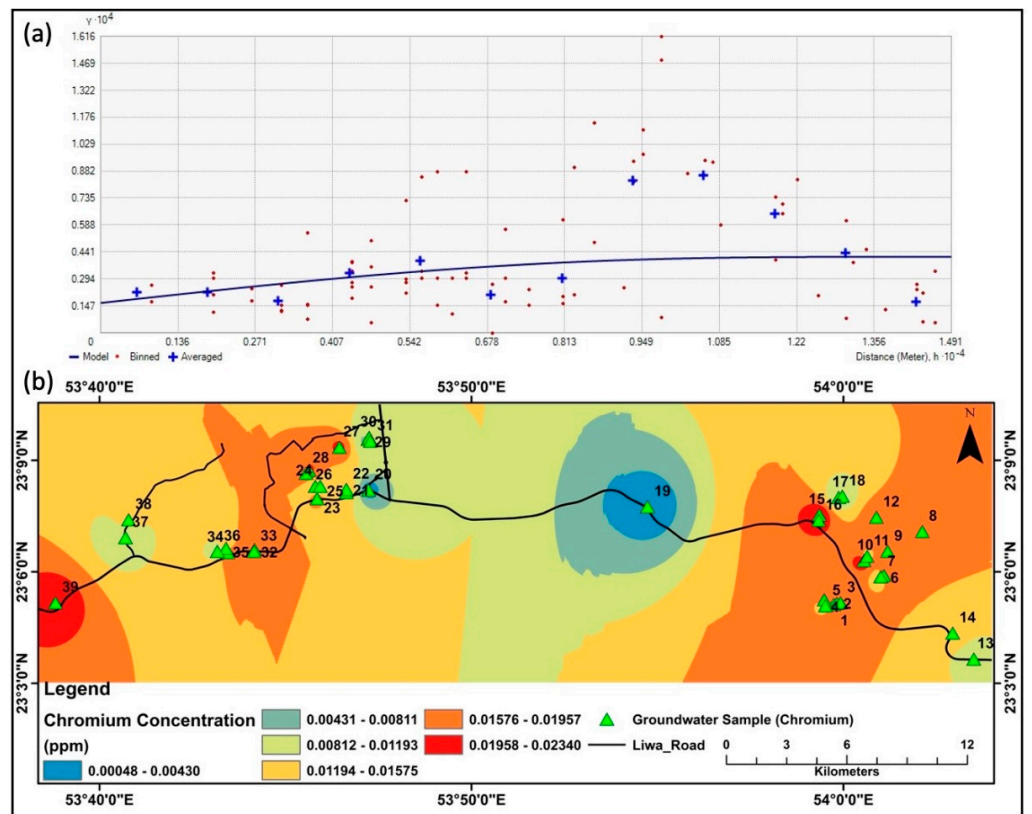 (a)
γ·10⁴
1.616
1.469
1.322
1.176
1.029
0.882
0.735
0.588
0.441
0.294
0.147
0 0.136 0.271 0.407 0.542 0.678 0.813 0.949 1.085 1.22 1.356 1.491
Model Binned Averaged Distance (Meter), h ·10⁻⁴
(b)
53°40'0"E 53°50'0"E 54°0'0"E
N
23°9'0"N 23°9'0"N
23°6'0"N 23°6'0"N
23°3'0"N 23°3'0"N
30 31
27 29
28
24 26 22 20
25 21
23
19
17 18
15 12
16
8
11 9
10 7
6
5 3
4 2
1
14
13
38
37
34 36 33
35 32
39
Legend
Chromium Concentration
(ppm)
0.00048 - 0.00430
0.00431 - 0.00811
0.00812 - 0.01193
0.01194 - 0.01575
0.01576 - 0.01957
0.01958 - 0.02340
Groundwater Sample (Chromium)
Liwa_Road
0 3 6 12
Kilometers
53°40'0"E 53°50'0"E 54°0'0"E